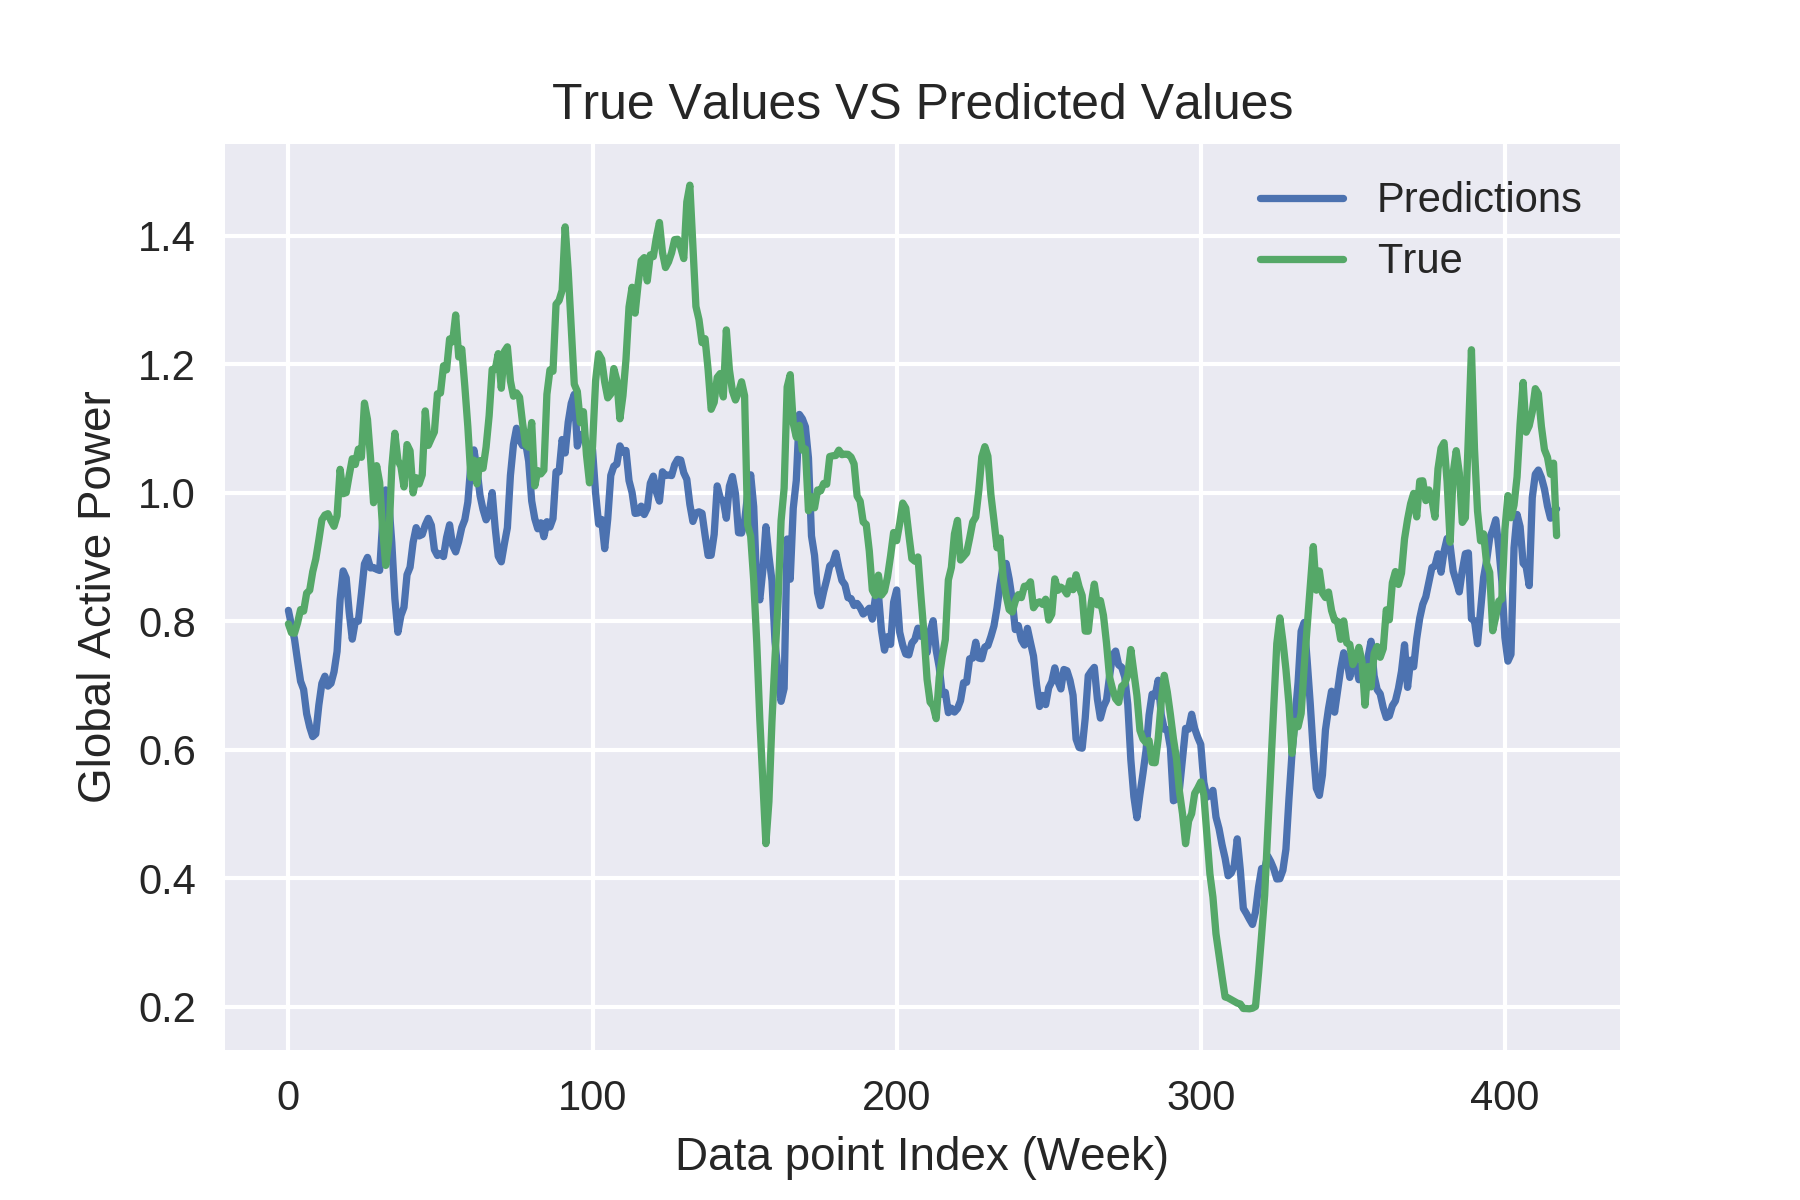 True Values VS Predicted Values
Predictions
True
Global Active Power
1.4
1.2
1.0
0.8
0.6
0.4
0.2
0 100 200 300 400
Data point Index (Week)